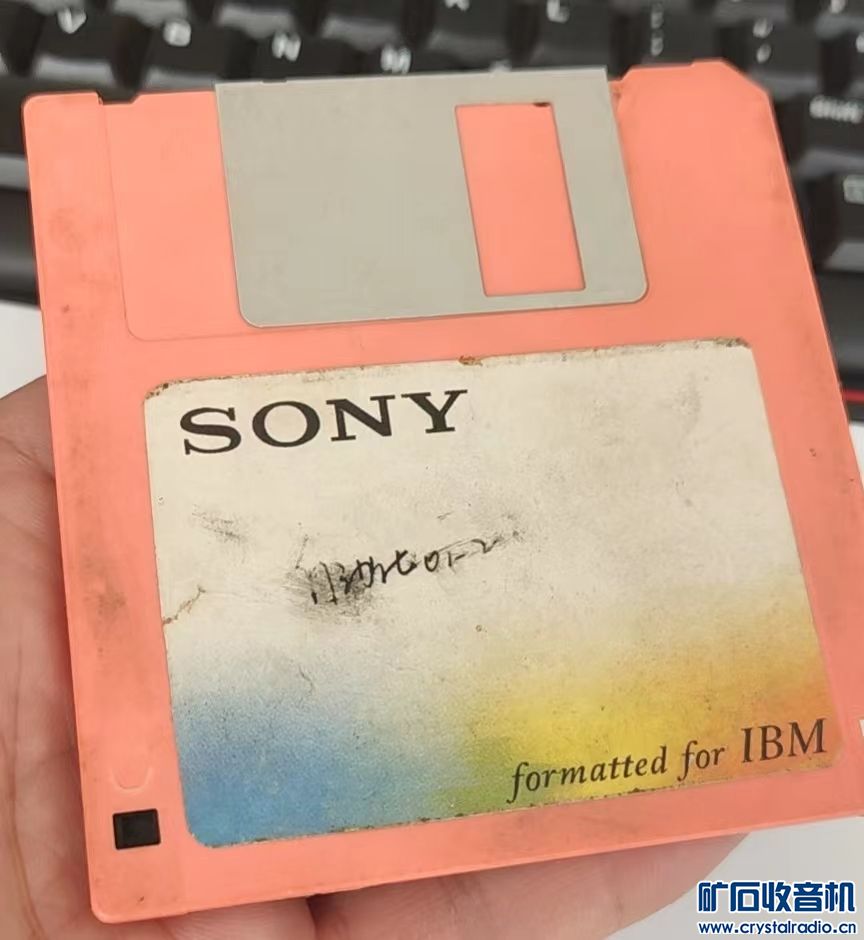 SONY
formatted for IBM
矿石收音机
www.crystalradio.cn